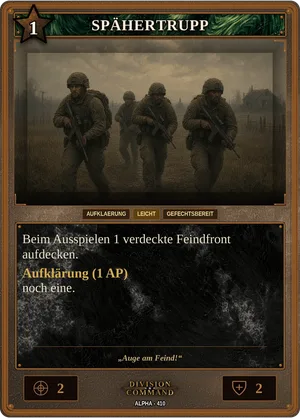 1
SPÄHERTRUPP
AUFKLAERUNG LEICHT GEFECHTSBEREIT
Beim Ausspielen 1 verdeckte Feindfront
aufdecken.
Aufklärung (1 AP)
noch eine.
„Auge am Feind!“
2
DIVISION
COMMAND
ALPHA - 410
2